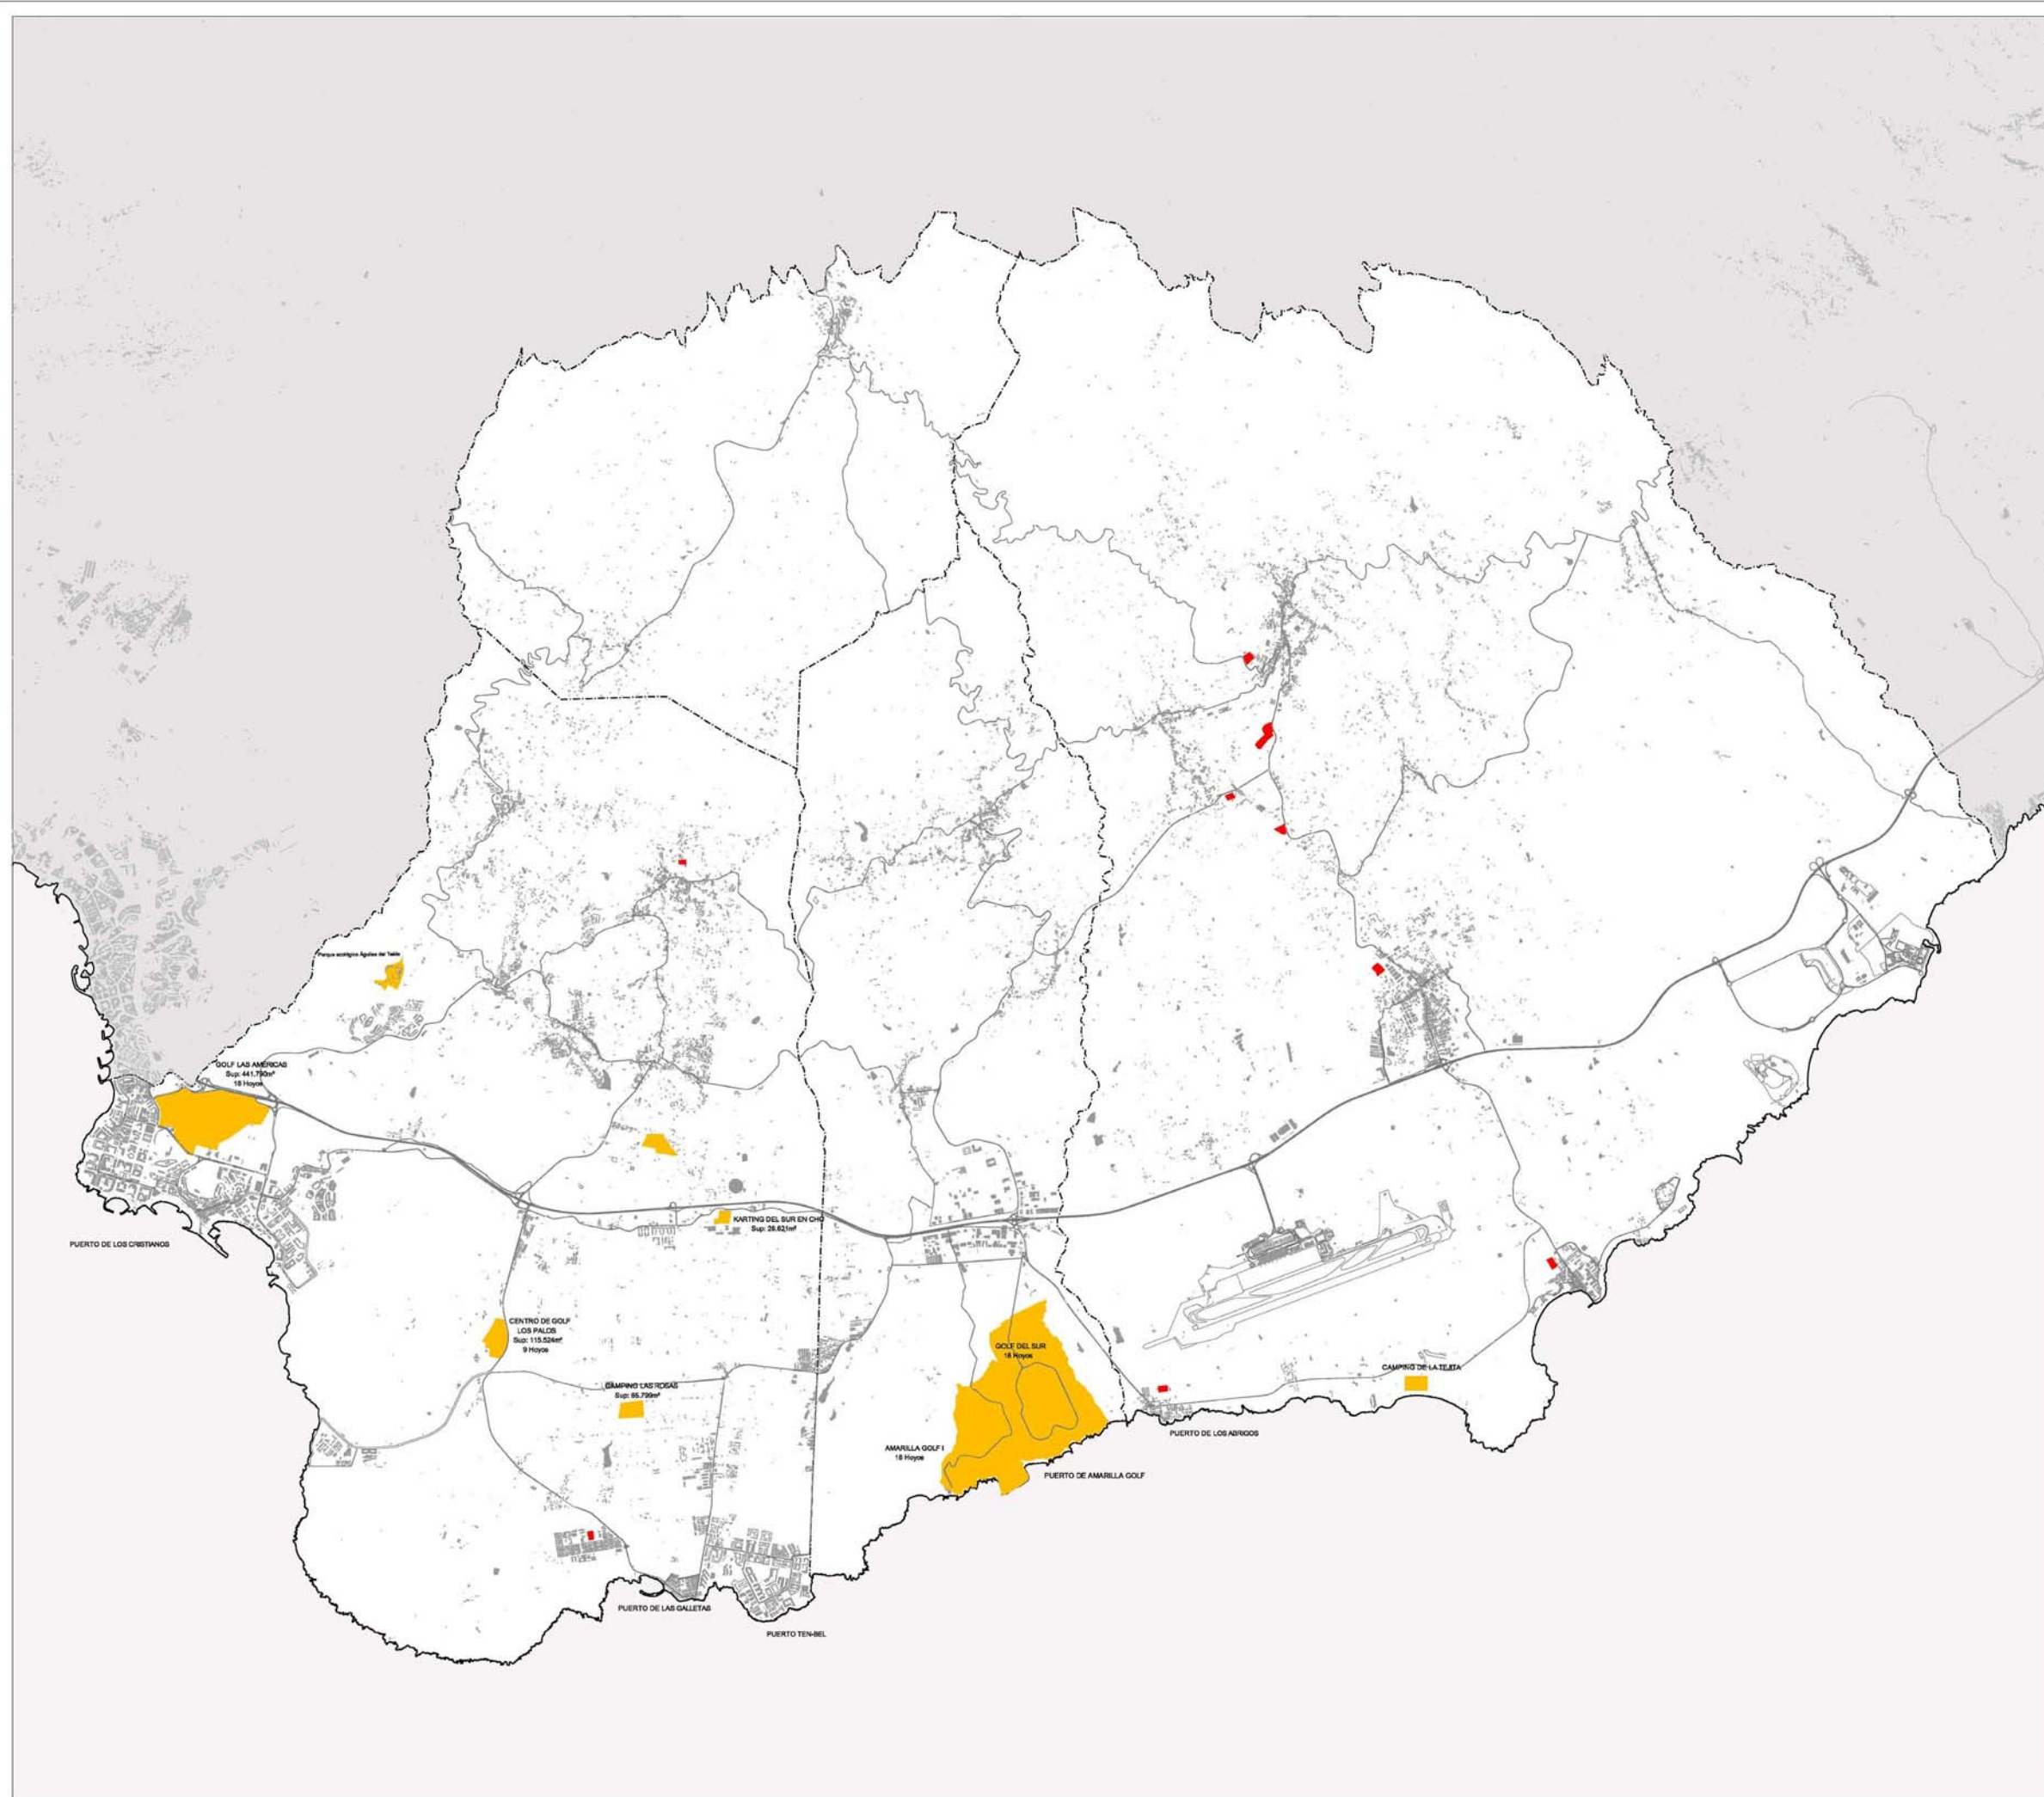 Parque ecológico Águilas del Teide
GOLF LAS AMERICAS
Sup: 441.790m²
18 Hoyos
PUERTO DE LOS CRISTIANOS
KARTING DEL SUR EN CHO
Sup: 28.621m²
CENTRO DE GOLF
LOS PALOS
Sup: 115.524m²
9 Hoyos
GOLF DEL SUR
18 Hoyos
CAMPING DE LA TEJITA
CAMPING LAS ROSAS
Sup: 65.799m²
PUERTO DE LOS ABRIGOS
AMARILLA GOLF I
18 Hoyos
PUERTO DE AMARILLA GOLF
PUERTO DE LAS GALLETAS
PUERTO TEN-BEL